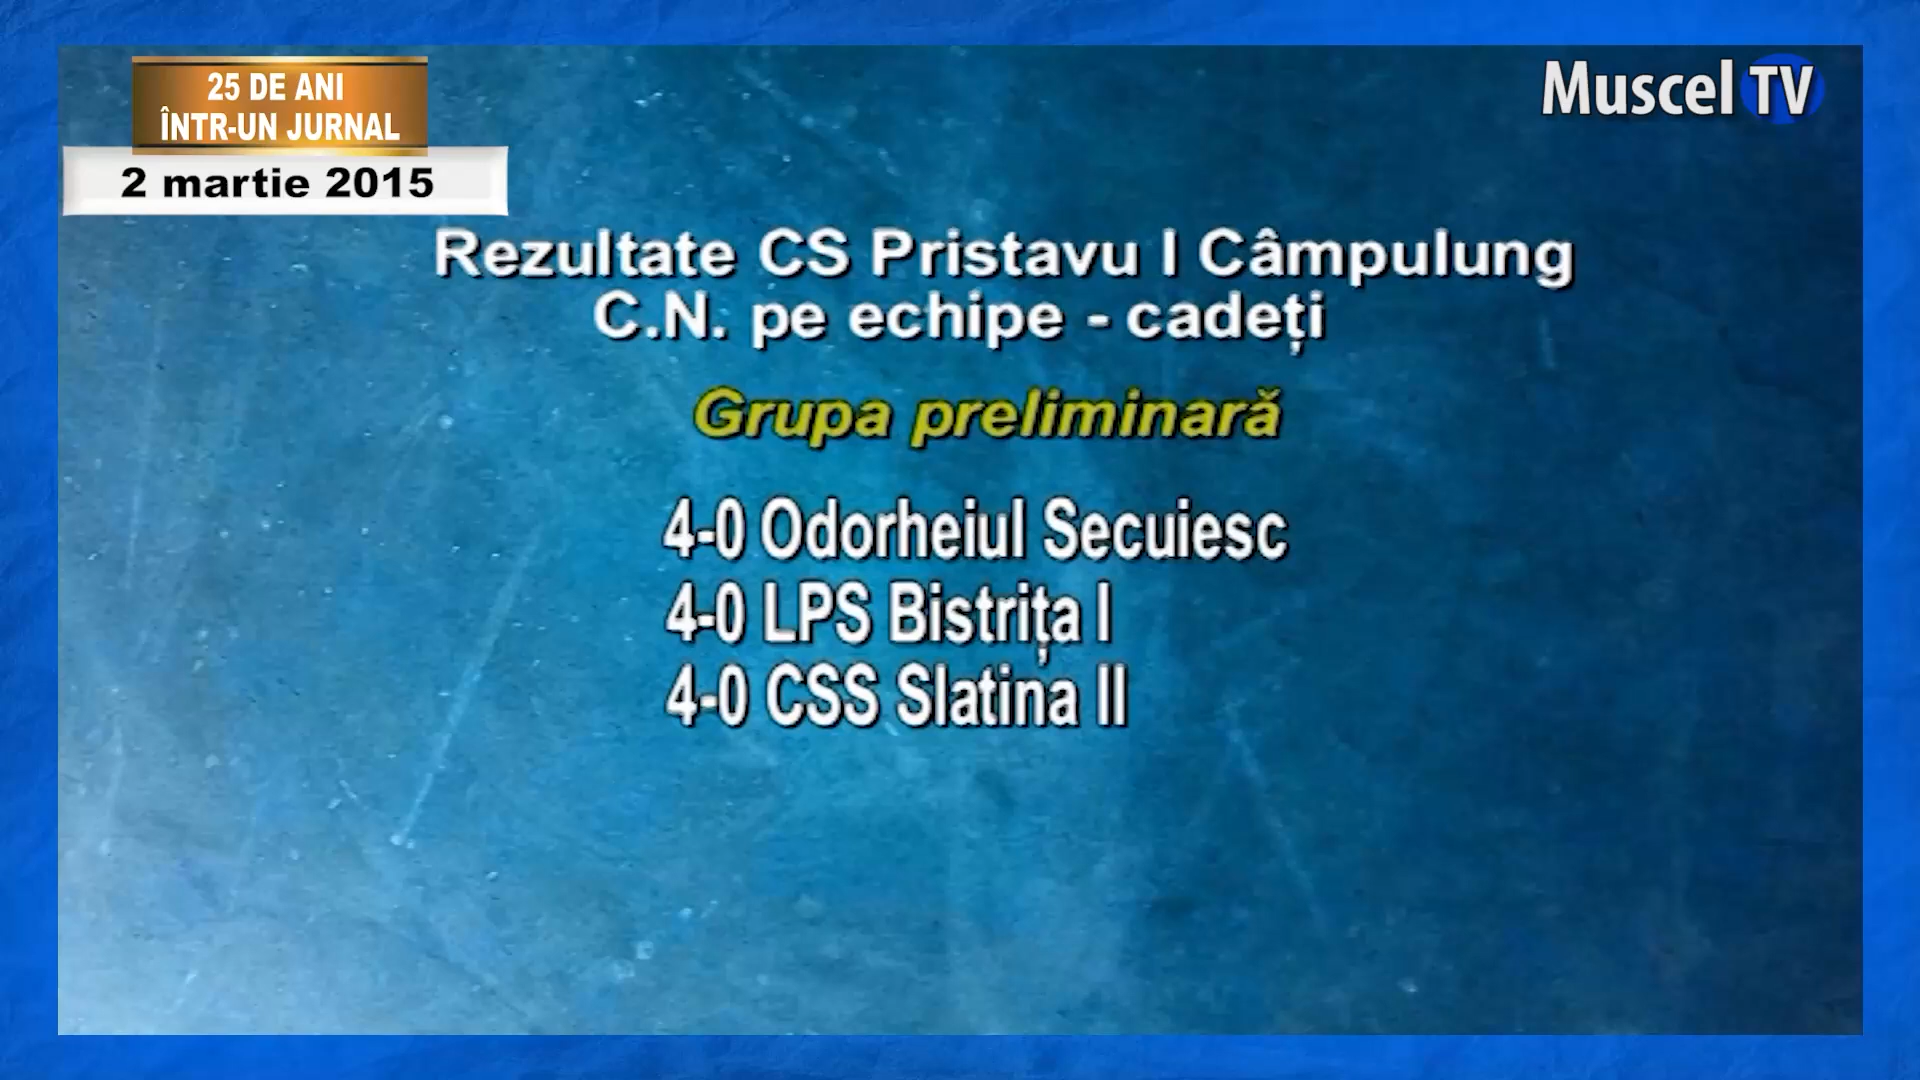 25 DE ANI
ÎNTR-UN JURNAL
2 martie 2015
Muscel TV
Rezultate CS Pristavu I Câmpulung
C.N. pe echipe - cadeți
Grupa preliminară
4-0 Odorheiul Secuiesc
4-0 LPS Bistrița I
4-0 CSS Slatina II